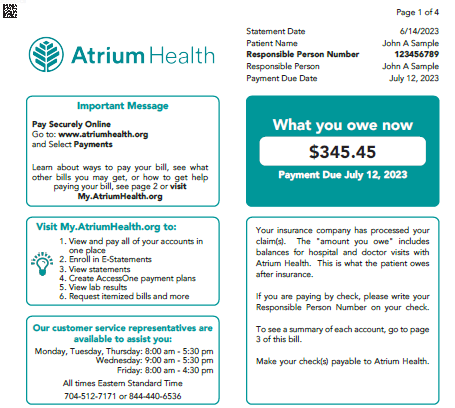 Page 1 of 4
AtriumHealth
Statement Date 6/14/2023
Patient Name John A Sample
Responsible Person Number 123456789
Responsible Person John A Sample
Payment Due Date July 12, 2023
Important Message
Pay Securely Online
Go to: www.atriumhealth.org
and Select Payments
Learn about ways to pay your bill, see what
other bills you may get, or how to get help
paying your bill, see page 2 or visit
My.AtriumHealth.org
What you owe now
$345.45
Payment Due July 12, 2023
Visit My.AtriumHealth.org to:
1. View and pay all of your accounts in
one place
2. Enroll in E-Statements
3. View statements
4. Create AccessOne payment plans
5. View lab results
6. Request itemized bills and more
Your insurance company has processed your
claim(s). The "amount you owe" includes
balances for hospital and doctor visits with
Atrium Health. This is what the patient owes
after insurance.
If you are paying by check, please write your
Responsible Person Number on your check.
To see a summary of each account, go to page
3 of this bill.
Make your check(s) payable to Atrium Health.
Our customer service representatives are
available to assist you:
Monday, Tuesday, Thursday: 8:00 am - 5:30 pm
Wednesday: 9:00 am - 5:30 pm
Friday: 8:00 am - 4:30 pm
All times Eastern Standard Time
704-512-7171 or 844-440-6536